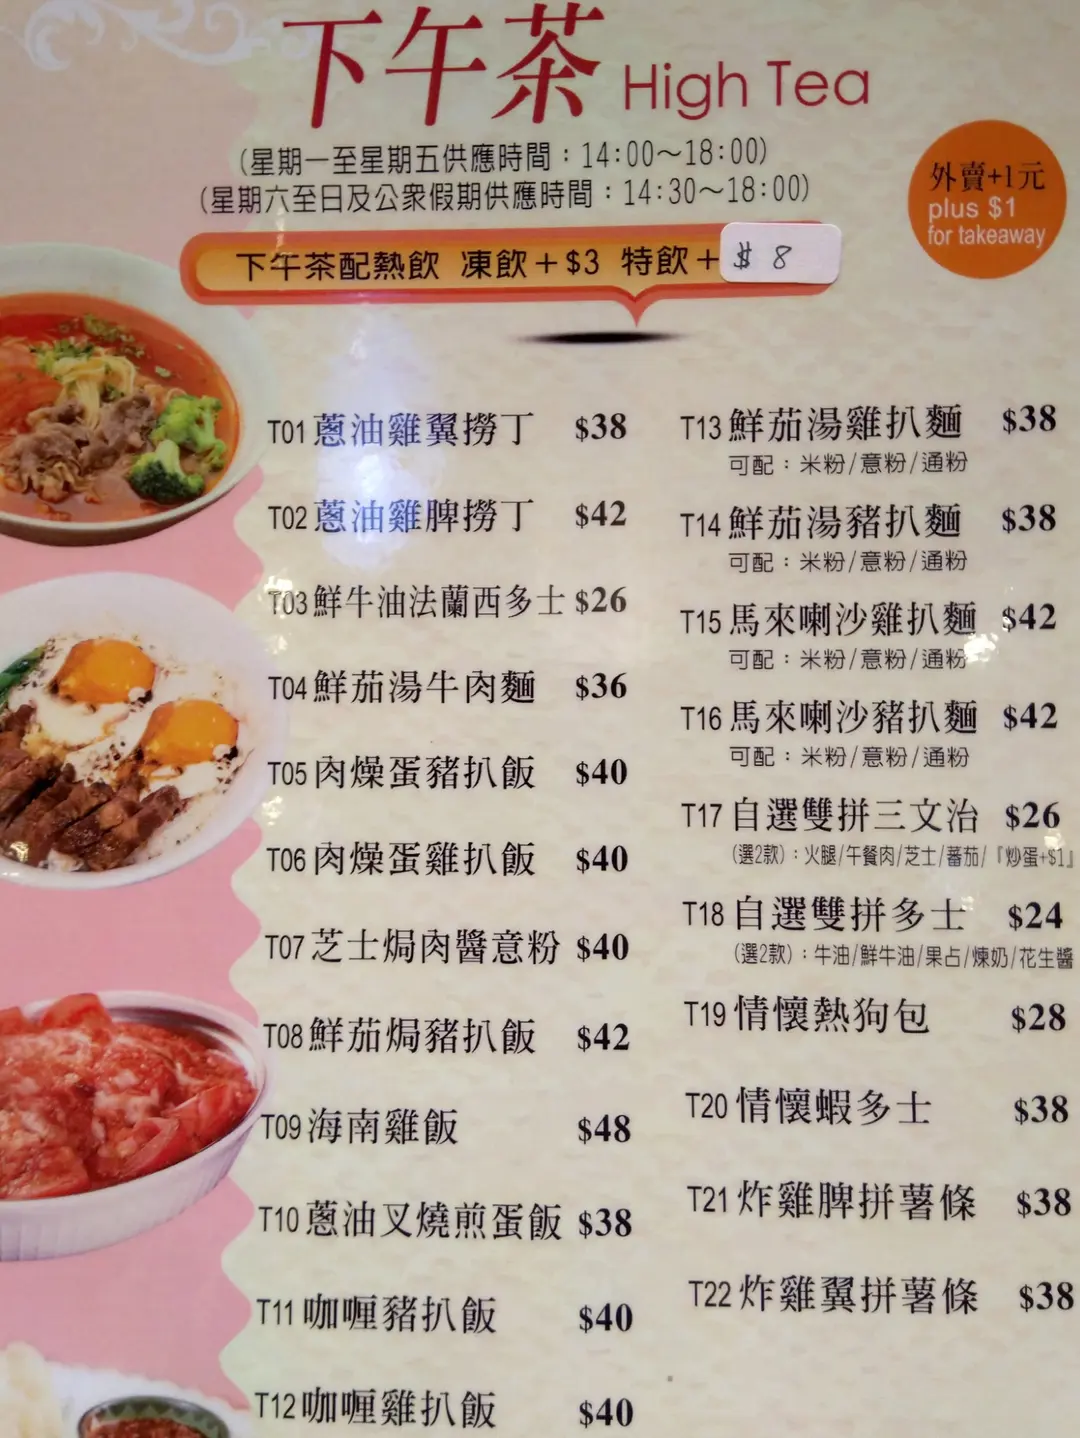 下午茶 High Tea
(星期一至星期五供應時間：14:00～18:00)
(星期六至日及公眾假期供應時間：14:30～18:00)
外賣+1元
plus $1
for takeaway
下午茶配熱飲 凍飲+$3 特飲+$8
T01 蔥油雞翼撈丁 $38
T02 蔥油雞脾撈丁 $42
T03 鮮牛油法蘭西多士 $26
T04 鮮茄湯牛肉麵 $36
T05 肉燥蛋豬扒飯 $40
T06 肉燥蛋雞扒飯 $40
T07 芝士焗肉醬意粉 $40
T08 鮮茄焗豬扒飯 $42
T09 海南雞飯 $48
T10 蔥油叉燒煎蛋飯 $38
T11 咖喱豬扒飯 $40
T12 咖喱雞扒飯 $40
T13 鮮茄湯雞扒麵 $38
可配：米粉/意粉/通粉
T14 鮮茄湯豬扒麵 $38
可配：米粉/意粉/通粉
T15 馬來喇沙雞扒麵 $42
可配：米粉/意粉/通粉
T16 馬來喇沙豬扒麵 $42
可配：米粉/意粉/通粉
T17 自選雙拼三文治 $26
(選2款)：火腿/午餐肉/芝士/蕃茄/『炒蛋+$1』
T18 自選雙拼多士 $24
(選2款)：牛油/鮮牛油/果占/煉奶/花生醬
T19 情懷熱狗包 $28
T20 情懷蝦多士 $38
T21 炸雞脾拼薯條 $38
T22 炸雞翼拼薯條 $38